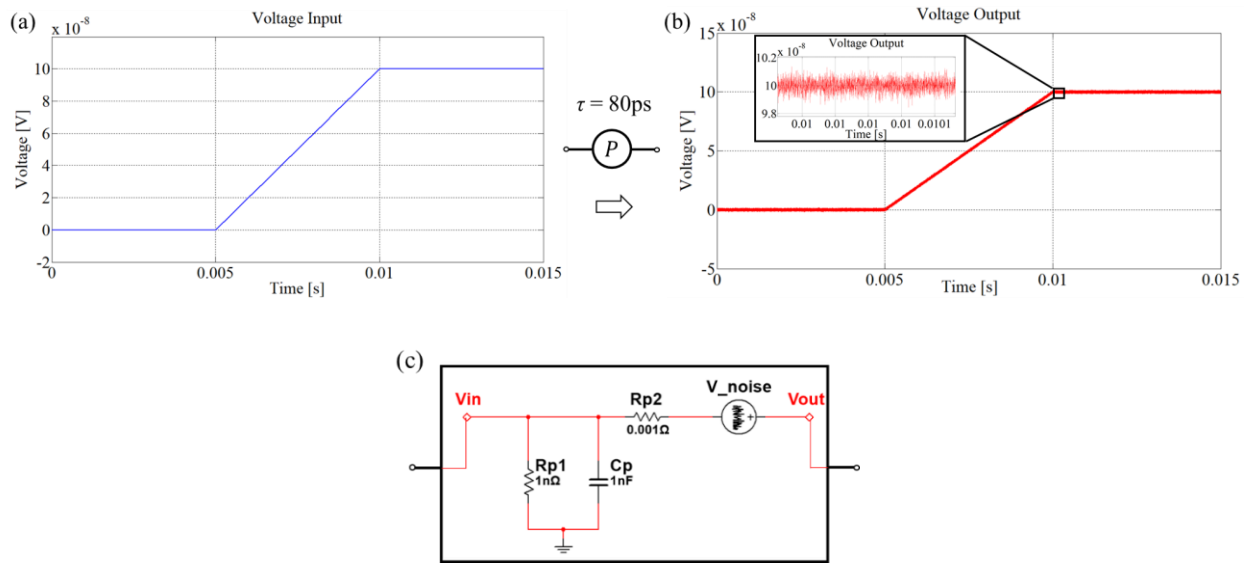 (a)
Voltage Input
x 10⁻⁸
12
10
8
6
4
2
0
-2
Voltage [V]
0 0.005 0.01 0.015
Time [s]
τ = 80ps
P
(b)
Voltage Output
x 10⁻⁸
15
10
5
0
-5
Voltage [V]
0 0.005 0.01 0.015
Time [s]
Voltage Output
x 10⁻⁸
10.2
10
9.8
0.01 0.01 0.01 0.01 0.0101
Time [s]
(c)
Vin
Rp1
1nΩ
Cp
1nF
Rp2
0.001Ω
V_noise
+
Vout